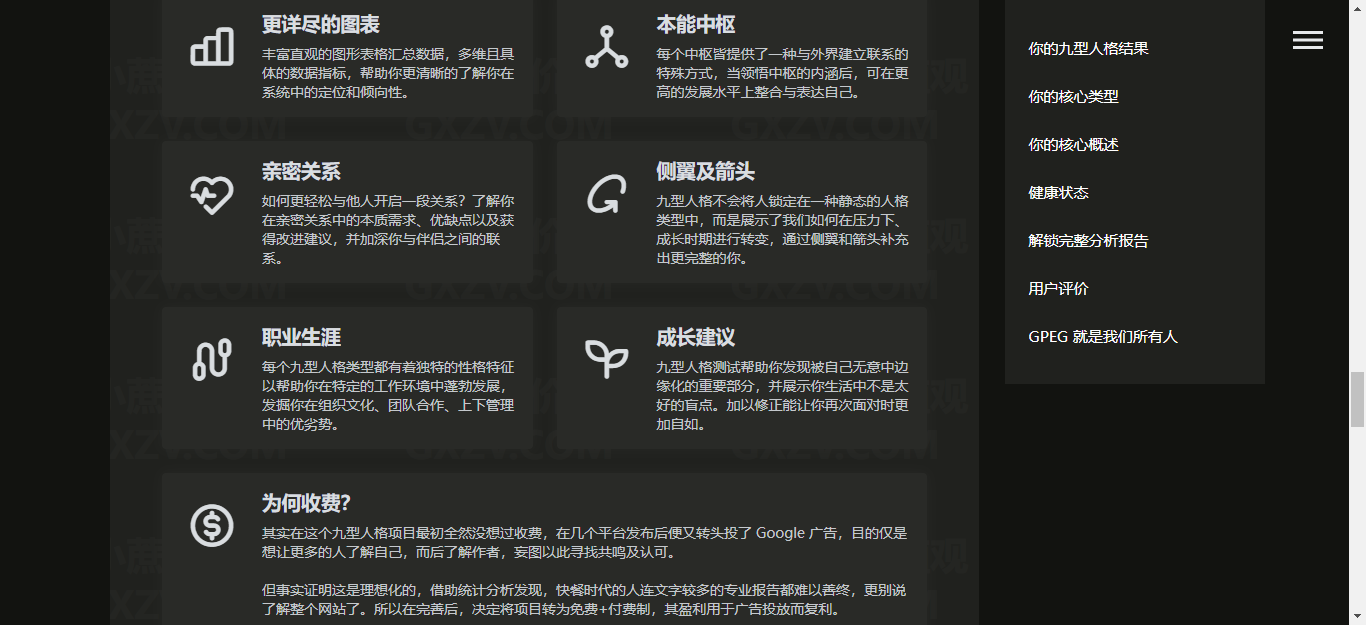 更详尽的图表
丰富直观的图形表格汇总数据，多维且具
体的数据指标，帮助你更清晰的了解你在
系统中的定位和倾向性。
本能中枢
每个中枢皆提供了一种与外界建立联系的
特殊方式，当领悟中枢的内涵后，可在更
高的发展水平上整合与表达自己。
亲密关系
如何更轻松与他人开启一段关系？了解你
在亲密关系中的本质需求、优缺点以及获
得改进建议，并加深你与伴侣之间的联
系。
侧翼及箭头
九型人格不会将人锁定在一种静态的人格
类型中，而是展示了我们如何在压力下、
成长时期进行转变，通过侧翼和箭头补充
出更完整的你。
职业生涯
每个九型人格类型都有着独特的性格特征
以帮助你在特定的工作环境中蓬勃发展，
发掘你在组织文化、团队合作、上下管理
中的优劣势。
成长建议
九型人格测试帮助你发现被自己无意中边
缘化的重要部分，并展示你生活中不是太
好的盲点。加以修正能让你再次面对时更
加自如。
为何收费?
其实在这个九型人格项目最初全然没想过收费，在几个平台发布后便又转头投了 Google 广告，目的仅是
想让更多的人了解自己，而后了解作者，妄图以此寻找共鸣及认可。
但事实证明这是理想化的，借助统计分析发现，快餐时代的人连文字较多的专业报告都难以善终，更别说
了解整个网站了。所以在完善后，决定将项目转为免费+付费制，其盈利用于广告投放而复利。
你的九型人格结果
你的核心类型
你的核心概述
健康状态
解锁完整分析报告
用户评价
GPEG 就是我们所有人
GXZV.COM
GXZV.COM
GXZV.COM